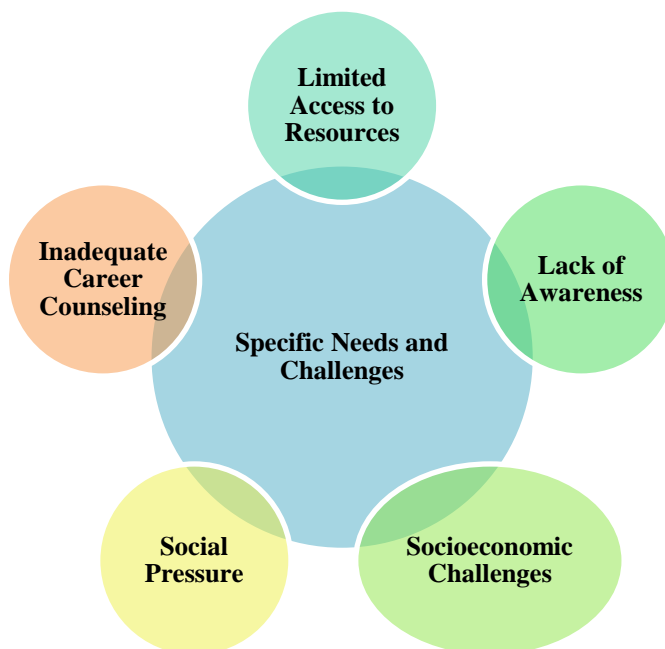 Limited
Access to
Resources
Inadequate
Career
Counseling
Lack of
Awareness
Specific Needs and
Challenges
Social
Pressure
Socioeconomic
Challenges